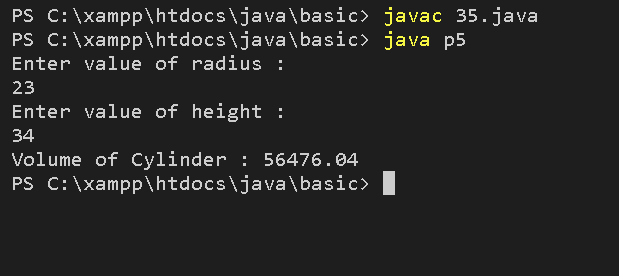 PS C:\xampp\htdocs\java\basic> javac 35.java
PS C:\xampp\htdocs\java\basic> java p5
Enter value of radius :
23
Enter value of height :
34
Volume of Cylinder : 56476.04
PS C:\xampp\htdocs\java\basic>